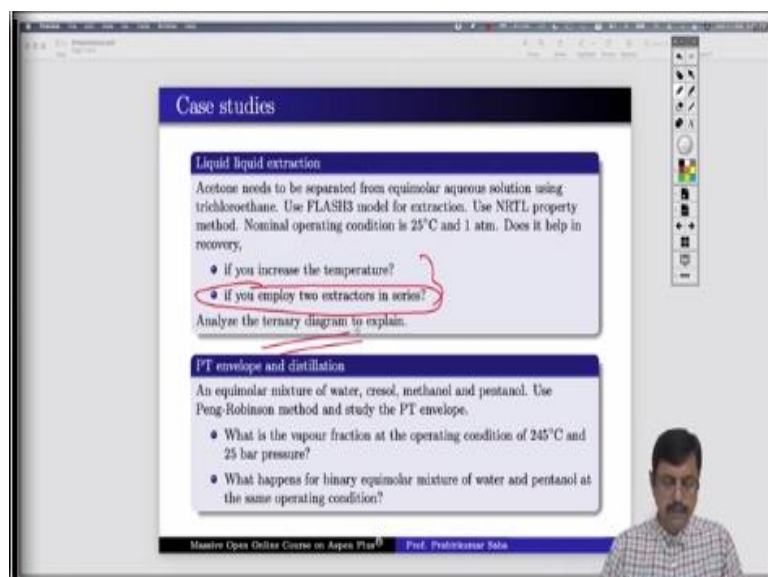 Case studies
Liquid liquid extraction
Acetone needs to be separated from equimolar aqueous solution using
trichloroethane. Use FLASH3 model for extraction. Use NRTL property
method. Nominal operating condition is 25°C and 1 atm. Does it help in
recovery,
if you increase the temperature?
if you employ two extractors in series?
Analyze the ternary diagram to explain.
PT envelope and distillation
An equimolar mixture of water, cresol, methanol and pentanol. Use
Peng-Robinson method and study the PT envelope.
What is the vapour fraction at the operating condition of 245°C and
25 bar pressure?
What happens for binary equimolar mixture of water and pentanol at
the same operating condition?
Massive Open Online Course on Aspen Plus® Prof. Prabirkumar Saha